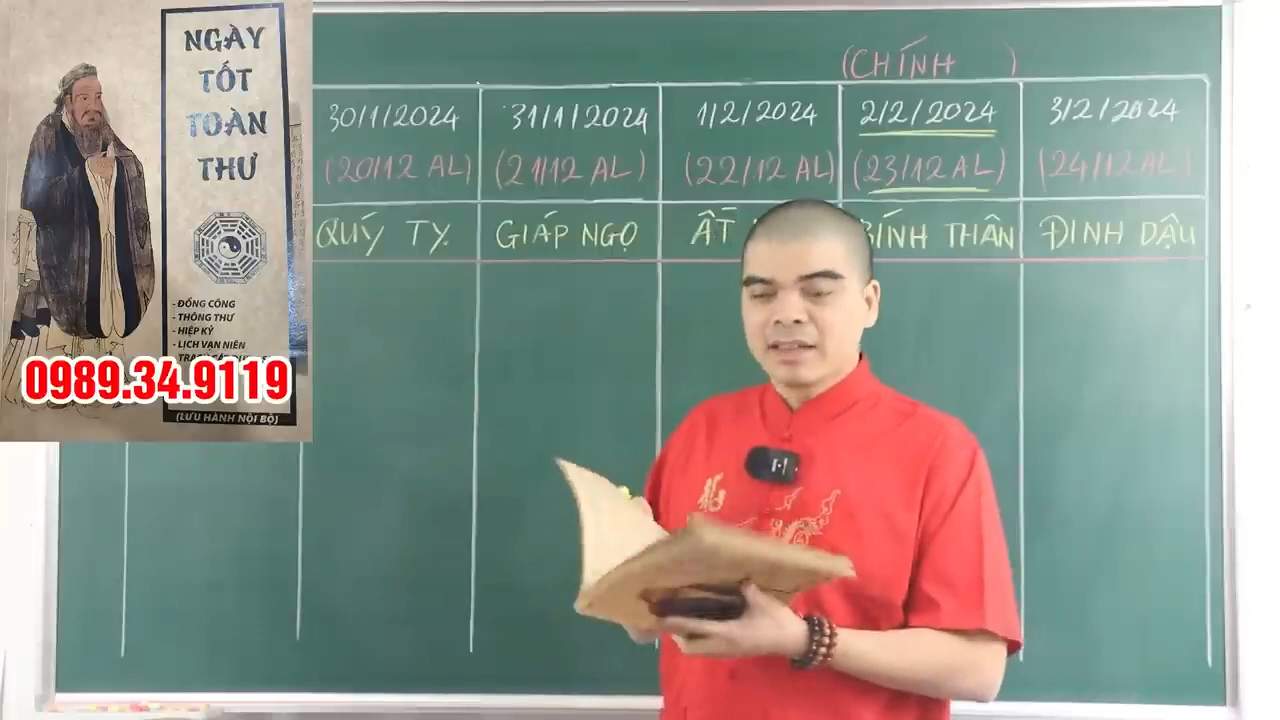 NGÀY
TỐT
TOÀN
THƯ
- ĐỔNG CÔNG
- THÔNG THƯ
- HIỆP KỶ
- LỊCH VẠN NIÊN
0989.34.9119
(LƯU HÀNH NỘI BỘ)
(CHÍNH )
30/1/2024 31/1/2024 1/2/2024 2/2/2024 3/2/2024
(20/12 AL) (21/12 AL) (22/12 AL) (23/12 AL) (24/12 AL)
QUÝ TỴ GIÁP NGỌ ẤT BÍNH THÂN ĐINH DẬU